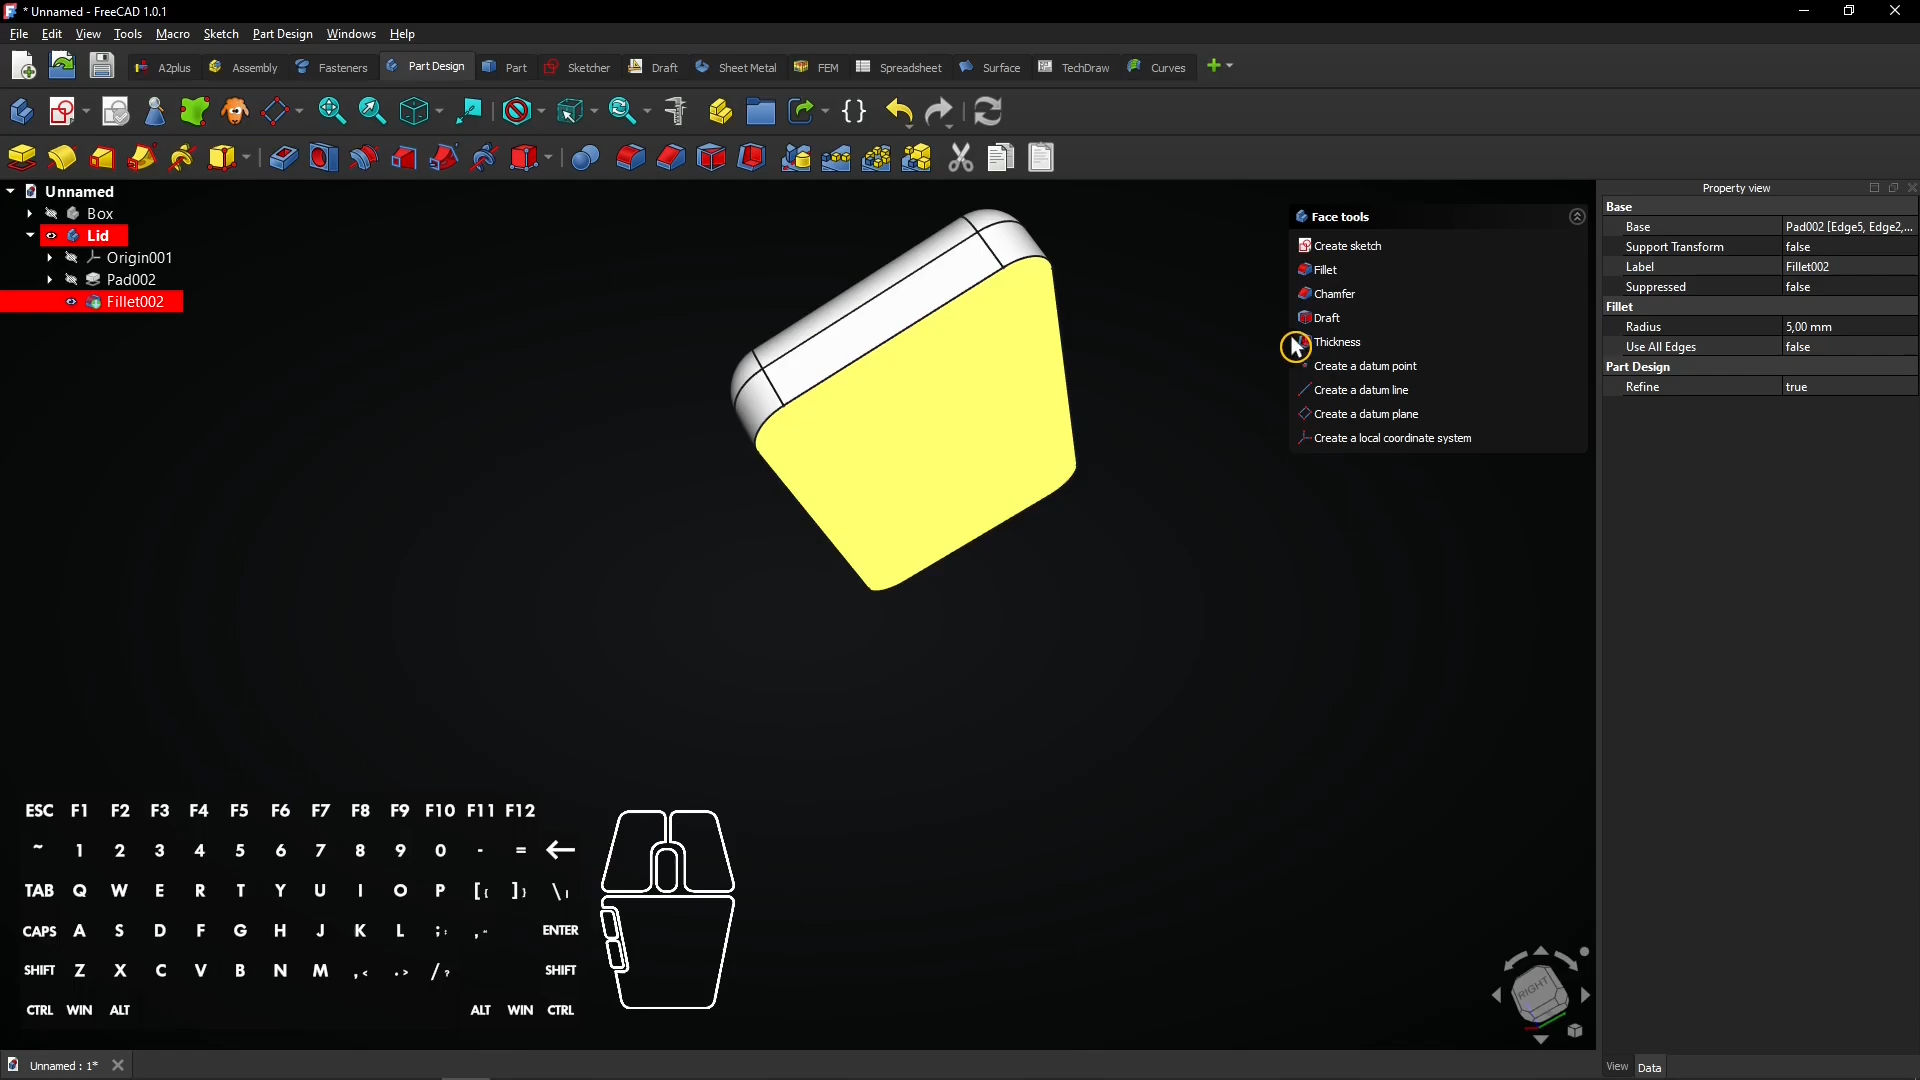 * Unnamed - FreeCAD 1.0.1
File Edit View Tools Macro Sketch Part Design Windows Help
A2plus Assembly Fasteners Part Design Part Sketcher Draft Sheet Metal FEM Spreadsheet Surface TechDraw Curves
Unnamed
Box
Lid
Origin001
Pad002
Fillet002
Face tools
Create sketch
Fillet
Chamfer
Draft
Thickness
Create a datum point
Create a datum line
Create a datum plane
Create a local coordinate system
Property view
Base
Base Pad002 [Edge5, Edge2,...
Support Transform false
Label Fillet002
Suppressed false
Fillet
Radius 5,00 mm
Use All Edges false
Part Design
Refine true
ESC F1 F2 F3 F4 F5 F6 F7 F8 F9 F10 F11 F12
~ 1 2 3 4 5 6 7 8 9 0 - =
TAB Q W E R T Y U I O P [{ ]} \|
CAPS A S D F G H J K L ;: ," ENTER
SHIFT Z X C V B N M ,< .> /? SHIFT
CTRL WIN ALT ALT WIN CTRL
RIGHT
Unnamed : 1*
View Data